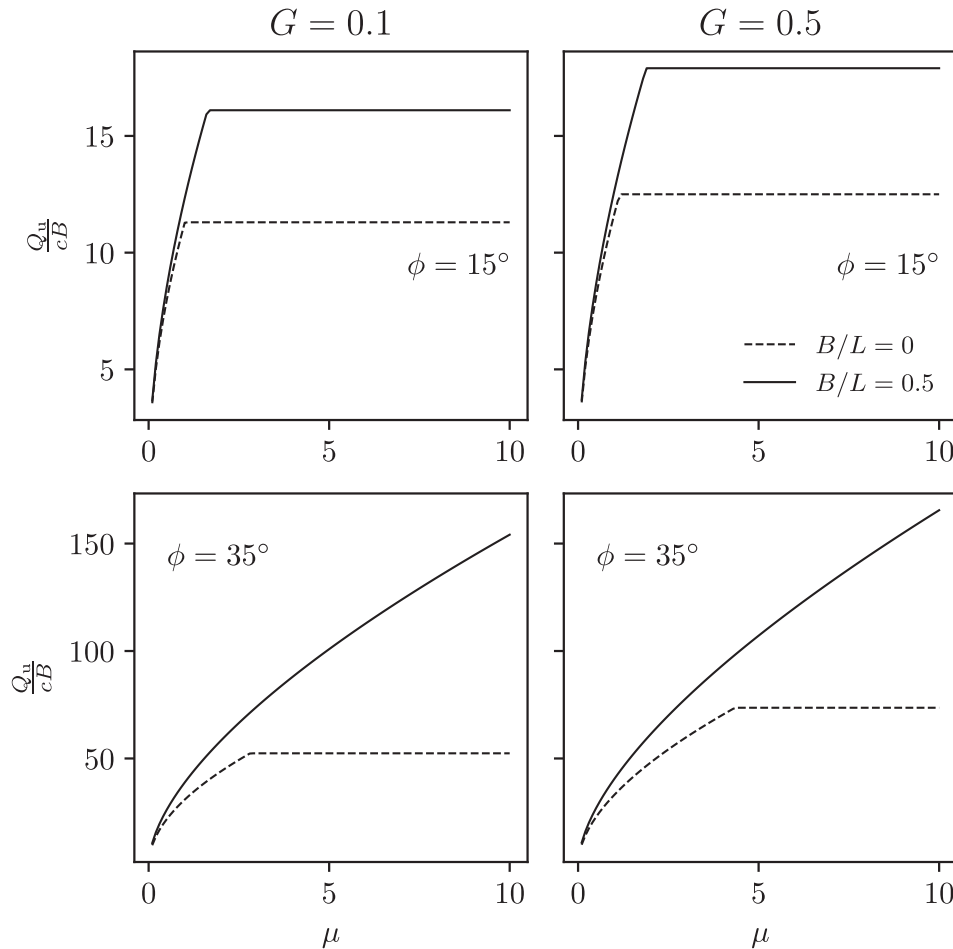 G = 0.1
G = 0.5
Q_u/cB
15
10
5
ϕ = 15°
ϕ = 15°
B/L = 0
B/L = 0.5
0 5 10
0 5 10
Q_u/cB
150
100
50
ϕ = 35°
ϕ = 35°
0 5 10
0 5 10
μ
μ